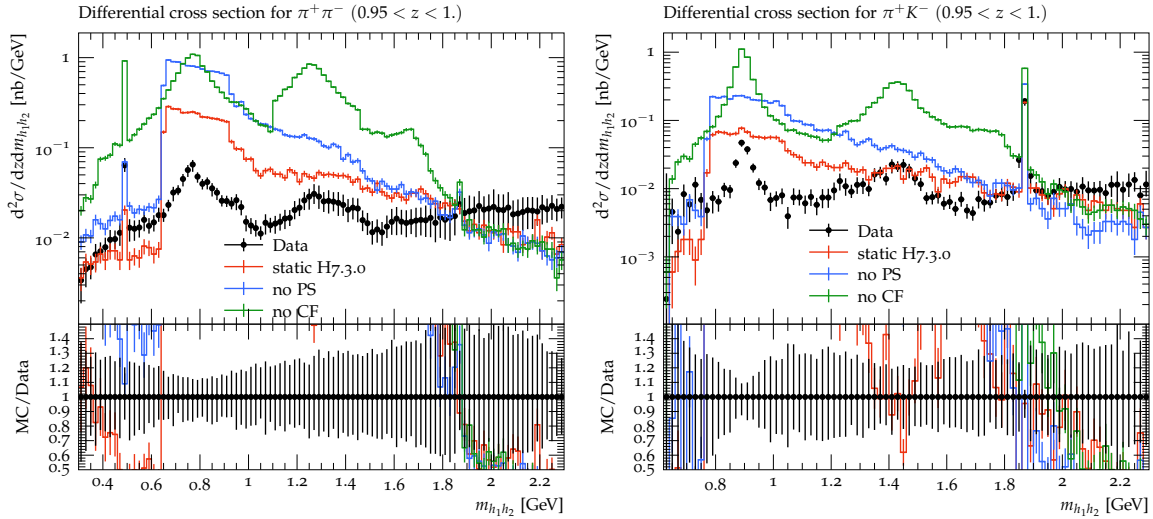 Differential cross section for π⁺π⁻ (0.95 < z < 1.)
d²σ/dzdm_{h₁h₂} [nb/GeV]
1
10⁻¹
10⁻²
Data
static H7.3.0
no PS
no CF
MC/Data
1.4
1.3
1.2
1.1
1
0.9
0.8
0.7
0.6
0.5
0.4 0.6 0.8 1 1.2 1.4 1.6 1.8 2 2.2
m_{h₁h₂} [GeV]
Differential cross section for π⁺K⁻ (0.95 < z < 1.)
d²σ/dzdm_{h₁h₂} [nb/GeV]
1
10⁻¹
10⁻²
10⁻³
Data
static H7.3.0
no PS
no CF
MC/Data
1.4
1.3
1.2
1.1
1
0.9
0.8
0.7
0.6
0.5
0.8 1 1.2 1.4 1.6 1.8 2 2.2
m_{h₁h₂} [GeV]